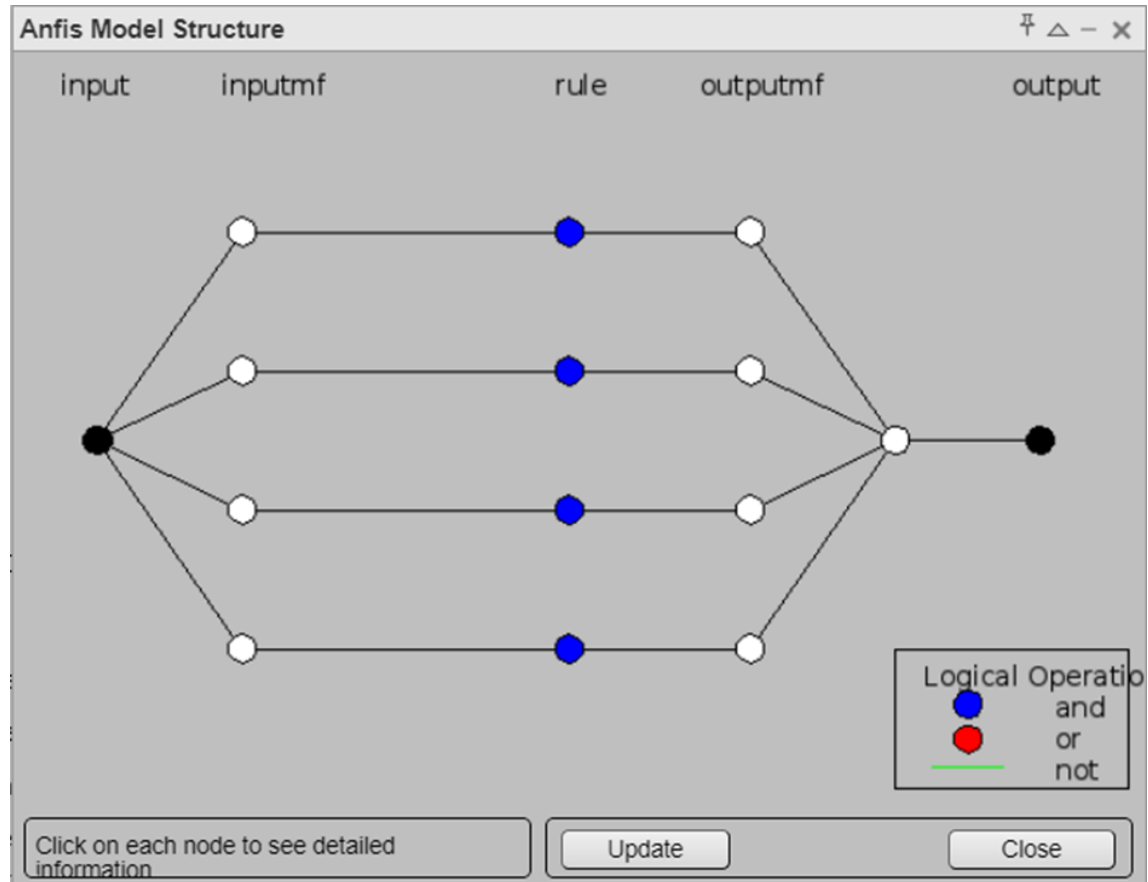 Anfis Model Structure
input inputmf rule outputmf output
Logical Operatio
and
or
not
Click on each node to see detailed
information
Update Close